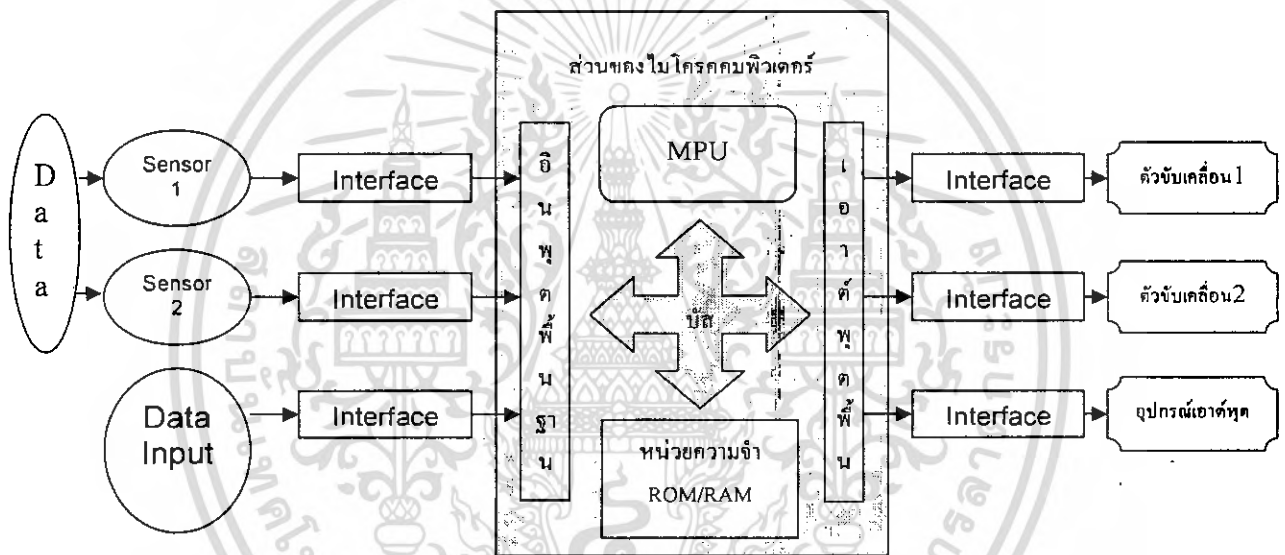 ส่วนของไมโครคอมพิวเตอร์
Data
Sensor
1
Interface
อินพุตพื้นฐาน
MPU
เอาต์พุตพื้น
Interface
ตัวขับเคลื่อน1
Sensor
2
Interface
บัส
Interface
ตัวขับเคลื่อน2
Data
Input
Interface
หน่วยความจำ
ROM/RAM
Interface
อุปกรณ์เอาต์พุต